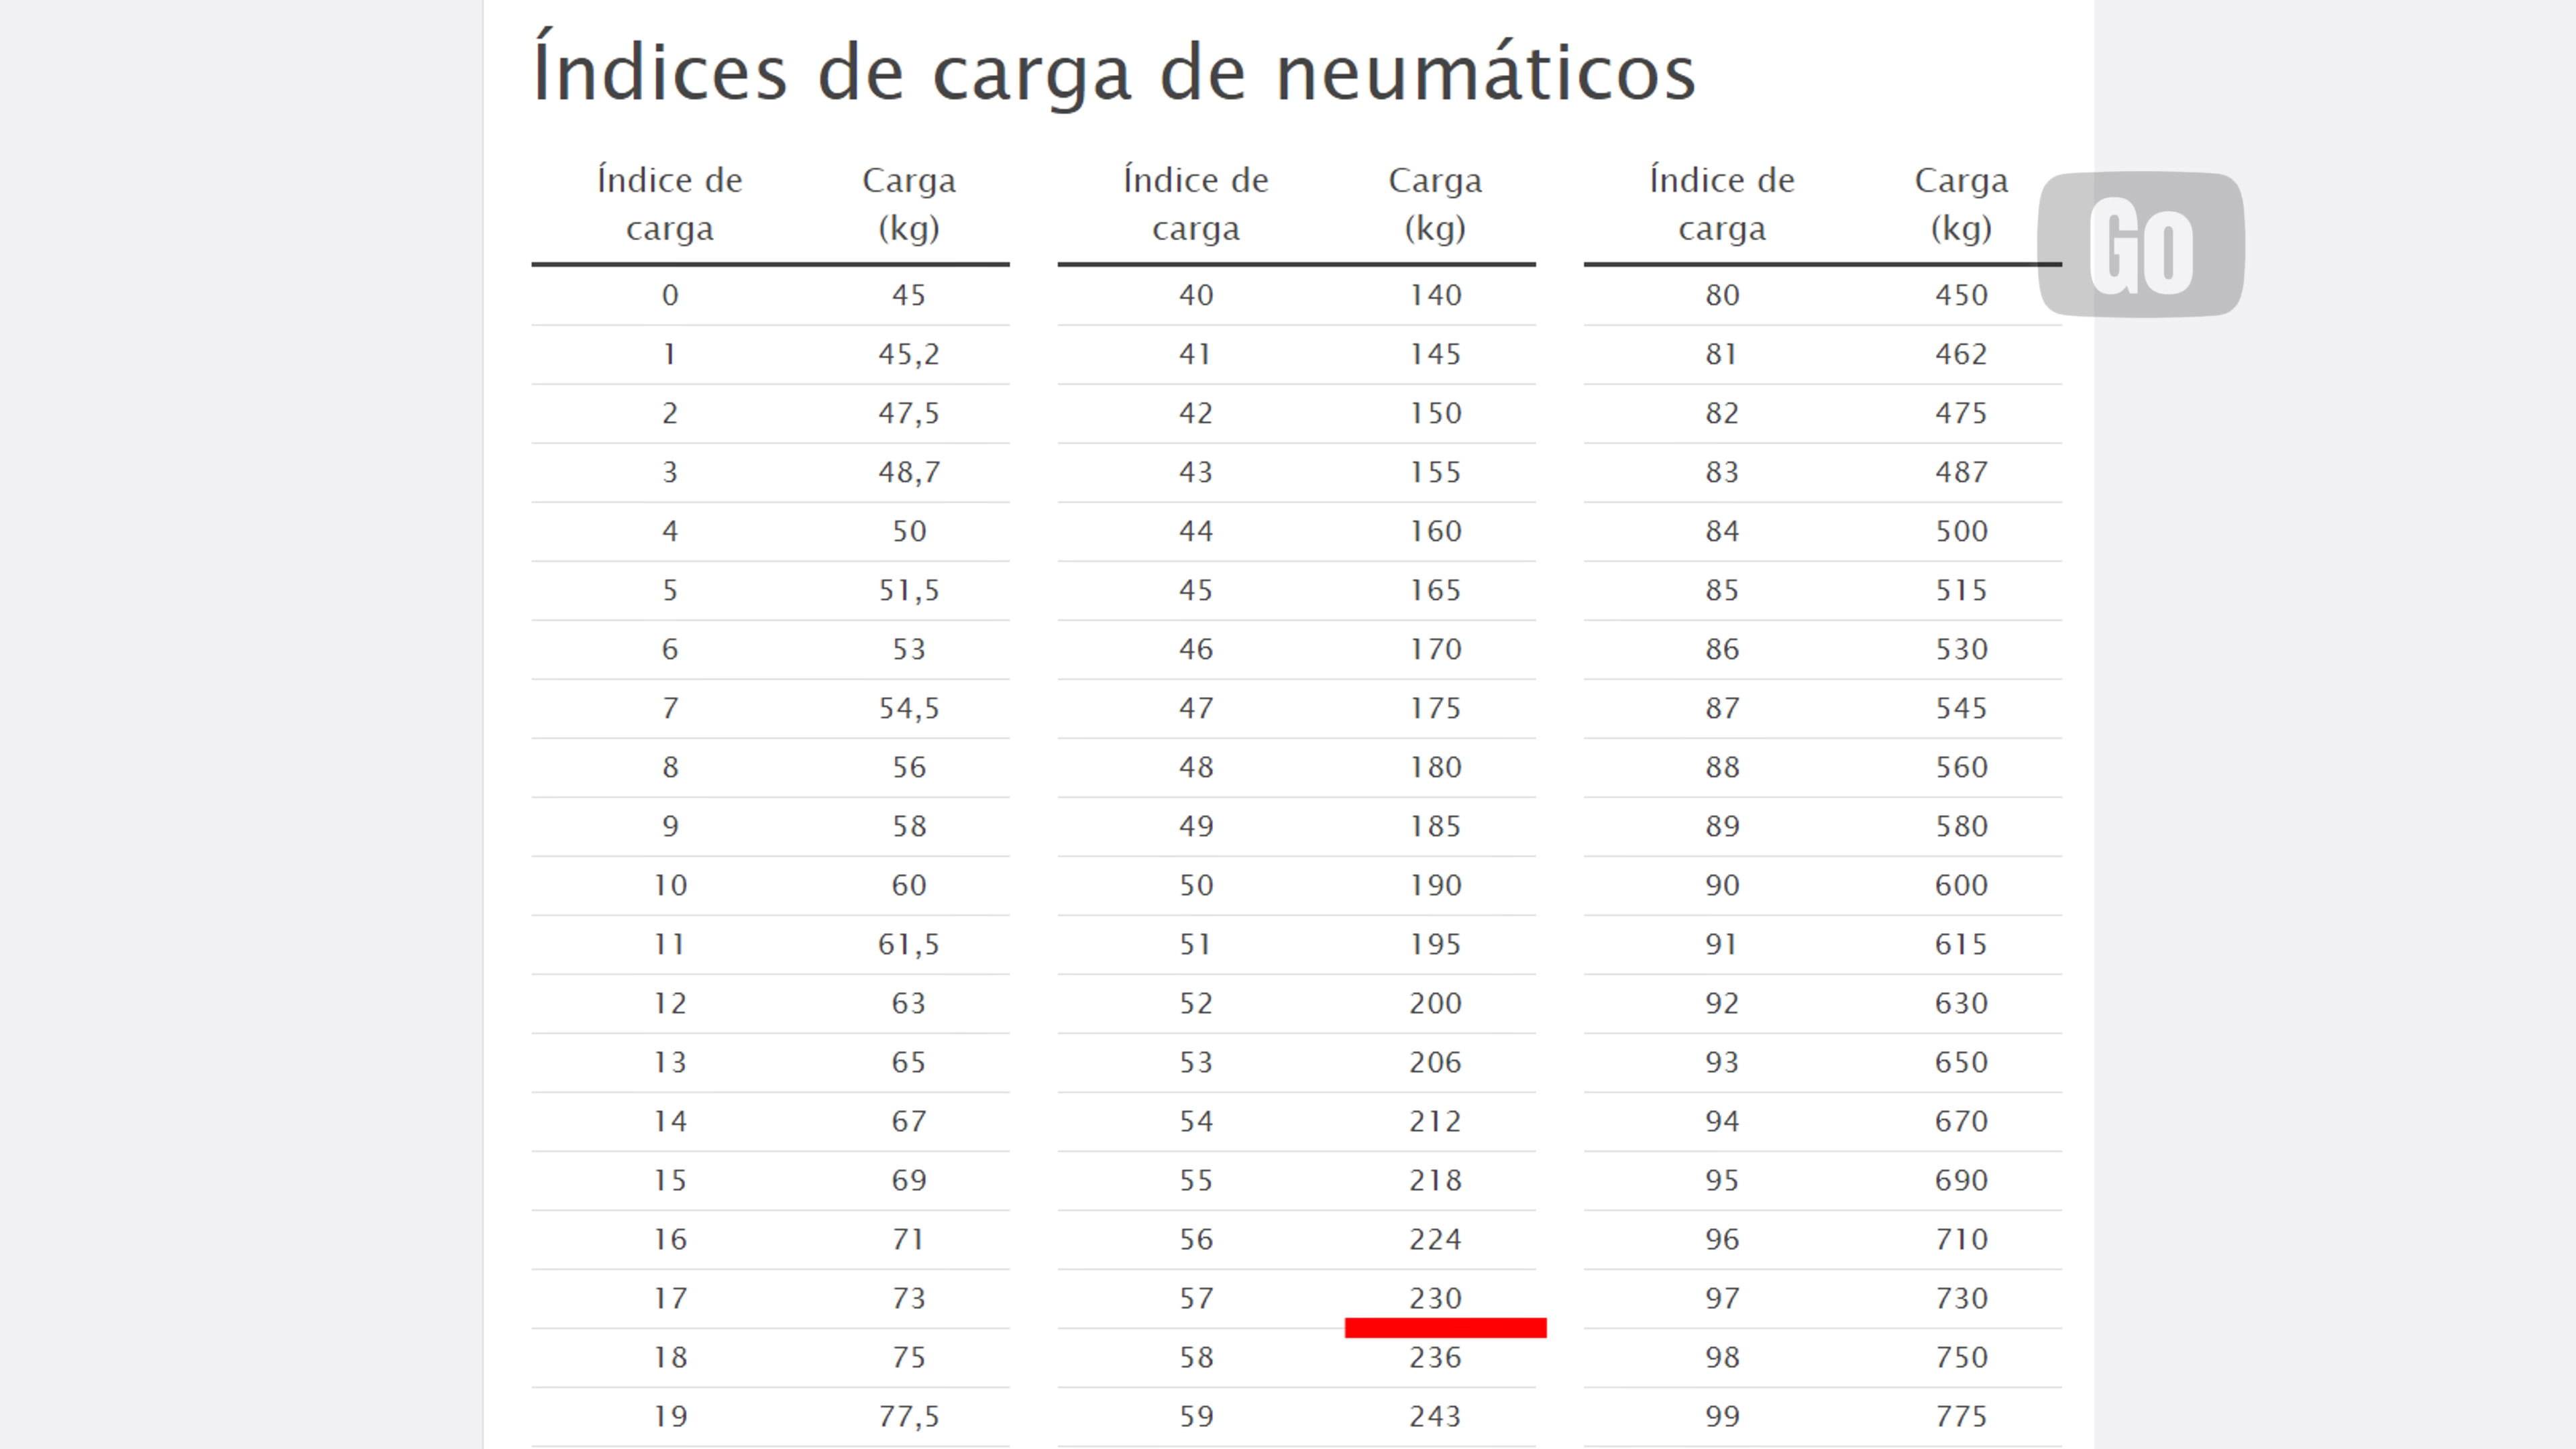 Índices de carga de neumáticos
Índice de carga Carga (kg) Índice de carga Carga (kg) Índice de carga Carga (kg)
Go
0 45 40 140 80 450
1 45,2 41 145 81 462
2 47,5 42 150 82 475
3 48,7 43 155 83 487
4 50 44 160 84 500
5 51,5 45 165 85 515
6 53 46 170 86 530
7 54,5 47 175 87 545
8 56 48 180 88 560
9 58 49 185 89 580
10 60 50 190 90 600
11 61,5 51 195 91 615
12 63 52 200 92 630
13 65 53 206 93 650
14 67 54 212 94 670
15 69 55 218 95 690
16 71 56 224 96 710
17 73 57 230 97 730
18 75 58 236 98 750
19 77,5 59 243 99 775